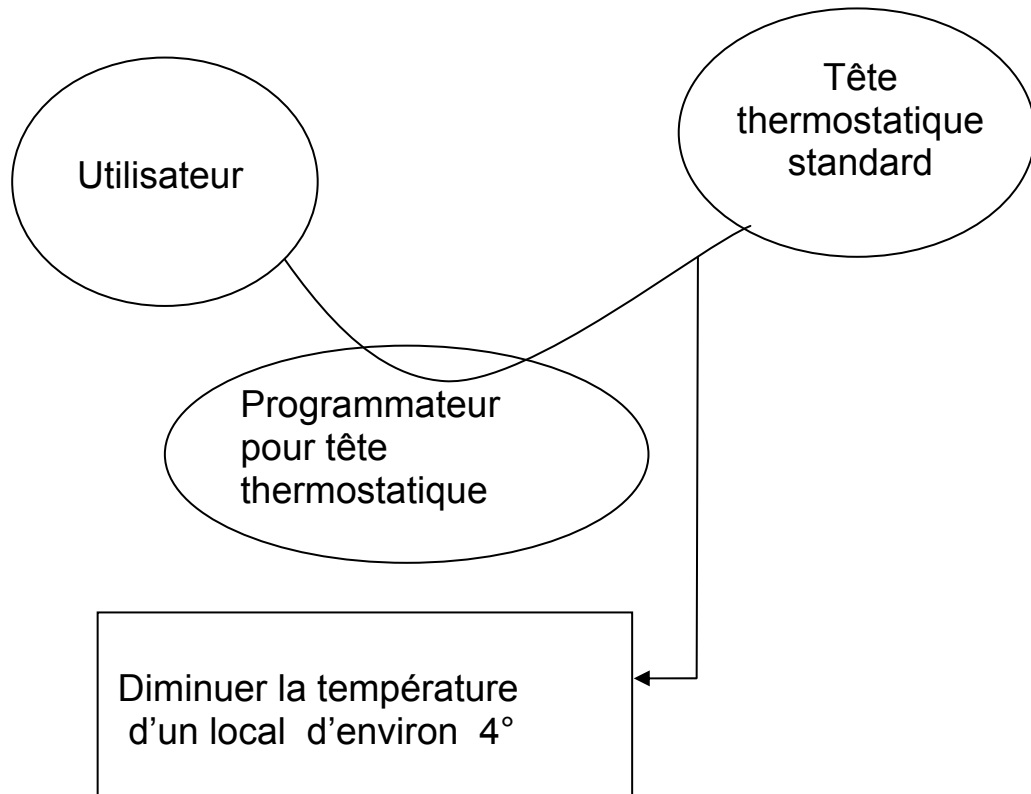 Utilisateur
Tête
thermostatique
standard
Programmateur
pour tête
thermostatique
Diminuer la température
d’un local d’environ 4°